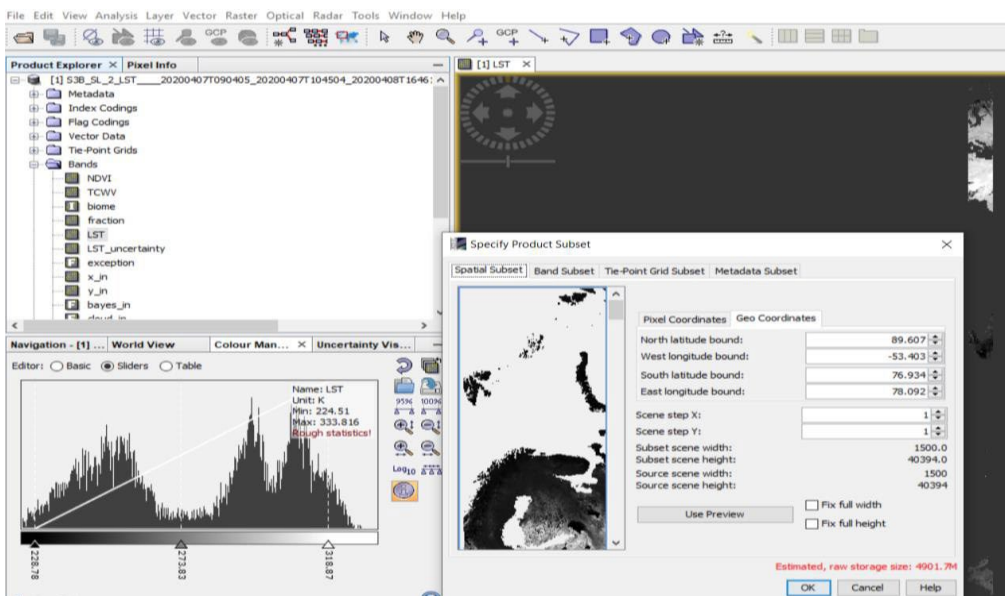 File Edit View Analysis Layer Vector Raster Optical Radar Tools Window Help
GCP
GCP
Product Explorer × Pixel Info
[1] LST ×
[1] S3B_SL_2_LST____20200407T090405_20200407T104504_20200408T1646
Metadata
Index Codings
Flag Codings
Vector Data
Tie-Point Grids
Bands
NDVI
TCWV
biome
fraction
LST
LST_uncertainty
exception
x_in
y_in
bayes_in
cloud_in
Navigation - [1] ... World View Colour Man... × Uncertainty Vis...
Editor: Basic Sliders Table
Name: LST
Unit: K
Min: 224.51
Max: 333.816
Rough statistics!
95% 100%
Log10
228.78
273.83
318.87
Specify Product Subset
Spatial Subset Band Subset Tie-Point Grid Subset Metadata Subset
Pixel Coordinates Geo Coordinates
North latitude bound: 89.607
West longitude bound: -53.403
South latitude bound: 76.934
East longitude bound: 78.092
Scene step X: 1
Scene step Y: 1
Subset scene width: 1500.0
Subset scene height: 40394.0
Source scene width: 1500
Source scene height: 40394
Use Preview
Fix full width
Fix full height
Estimated, raw storage size: 4901.7M
OK Cancel Help